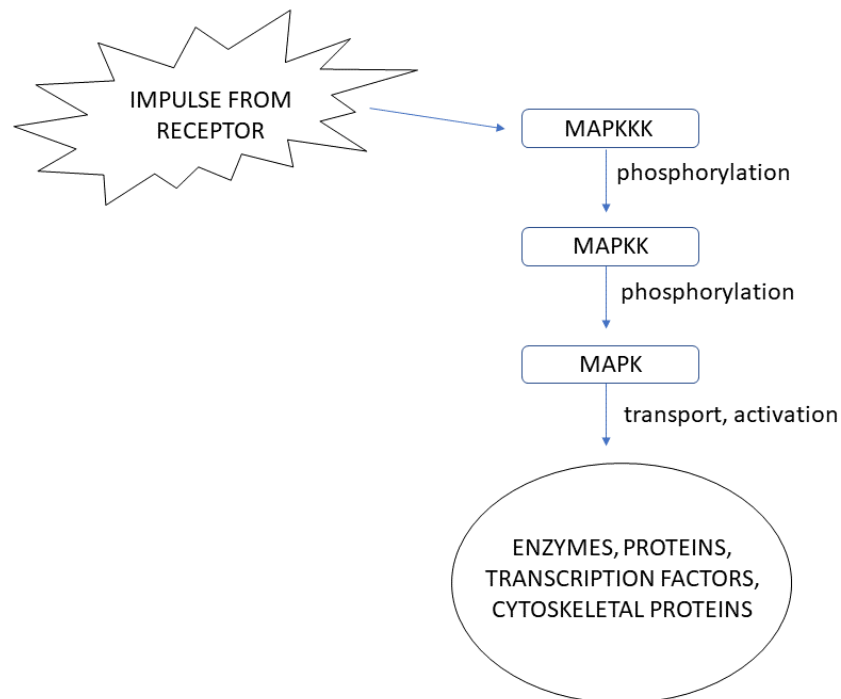 IMPULSE FROM
RECEPTOR
MAPKKK
phosphorylation
MAPKK
phosphorylation
MAPK
transport, activation
ENZYMES, PROTEINS,
TRANSCRIPTION FACTORS,
CYTOSKELETAL PROTEINS